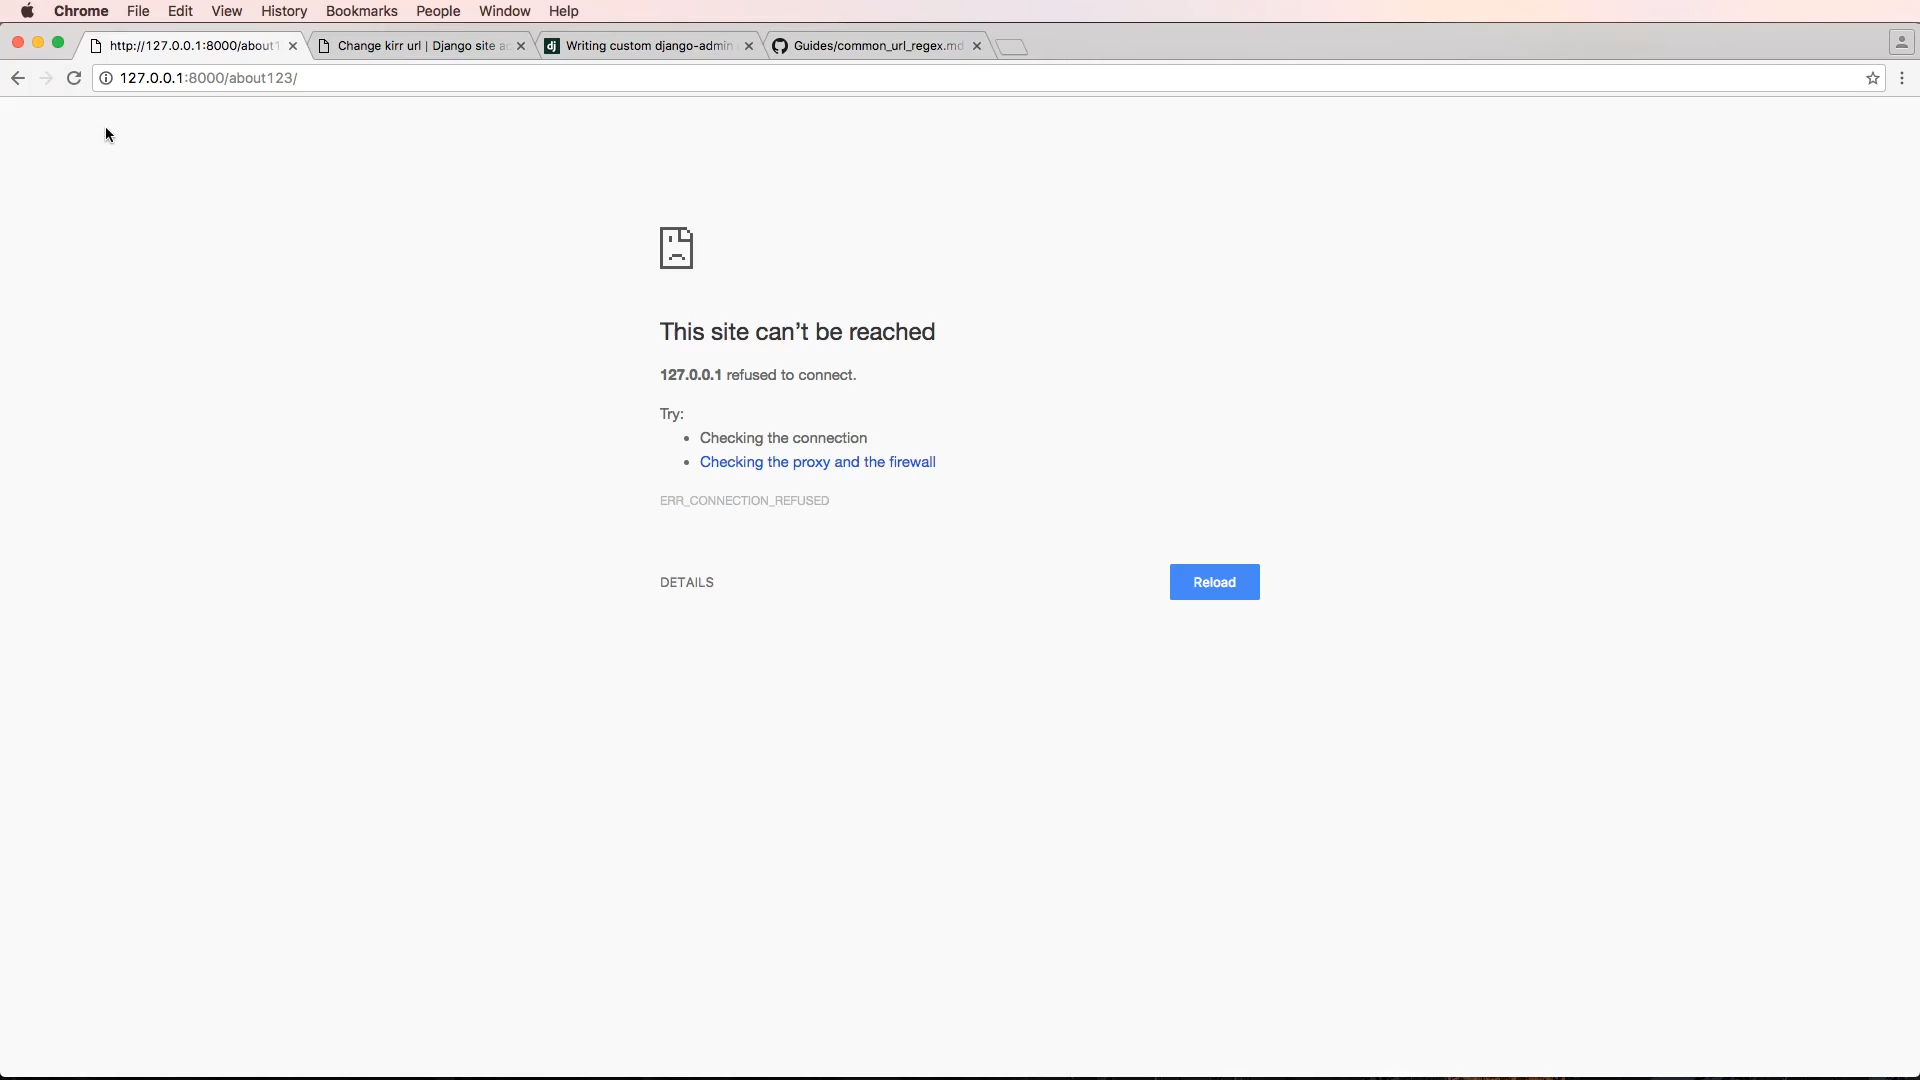 Chrome File Edit View History Bookmarks People Window Help
http://127.0.0.1:8000/about1 Change kirr url | Django site a dj Writing custom django-admin Guides/common_url_regex.md
127.0.0.1:8000/about123/
This site can’t be reached
127.0.0.1 refused to connect.
Try:
• Checking the connection
• Checking the proxy and the firewall
ERR_CONNECTION_REFUSED
DETAILS Reload